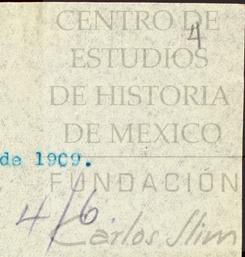 CENTRO DE
4
ESTUDIOS
DE HISTORIA
DE MEXICO
de 1909.
FUNDACIÓN
4/6.
Carlos Slim